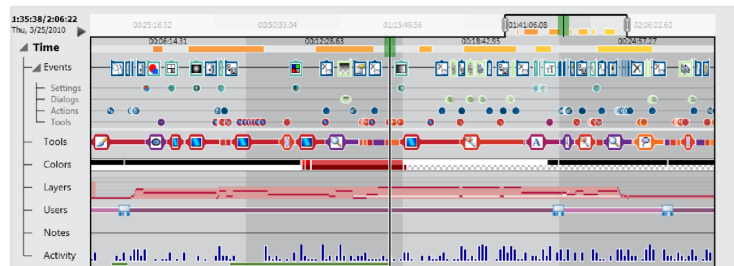 1:35:38/2:06:22
Thu, 3/25/2010
00:25:16.52
00:50:33.04
01:15:49.56
01:41:06.08
02:06:22.60
Time
00:06:14.31
00:12:28.63
00:18:42.95
00:24:57.27
Events
Settings
Dialogs
Actions
Tools
Tools
A
Colors
Layers
Users
Notes
Activity